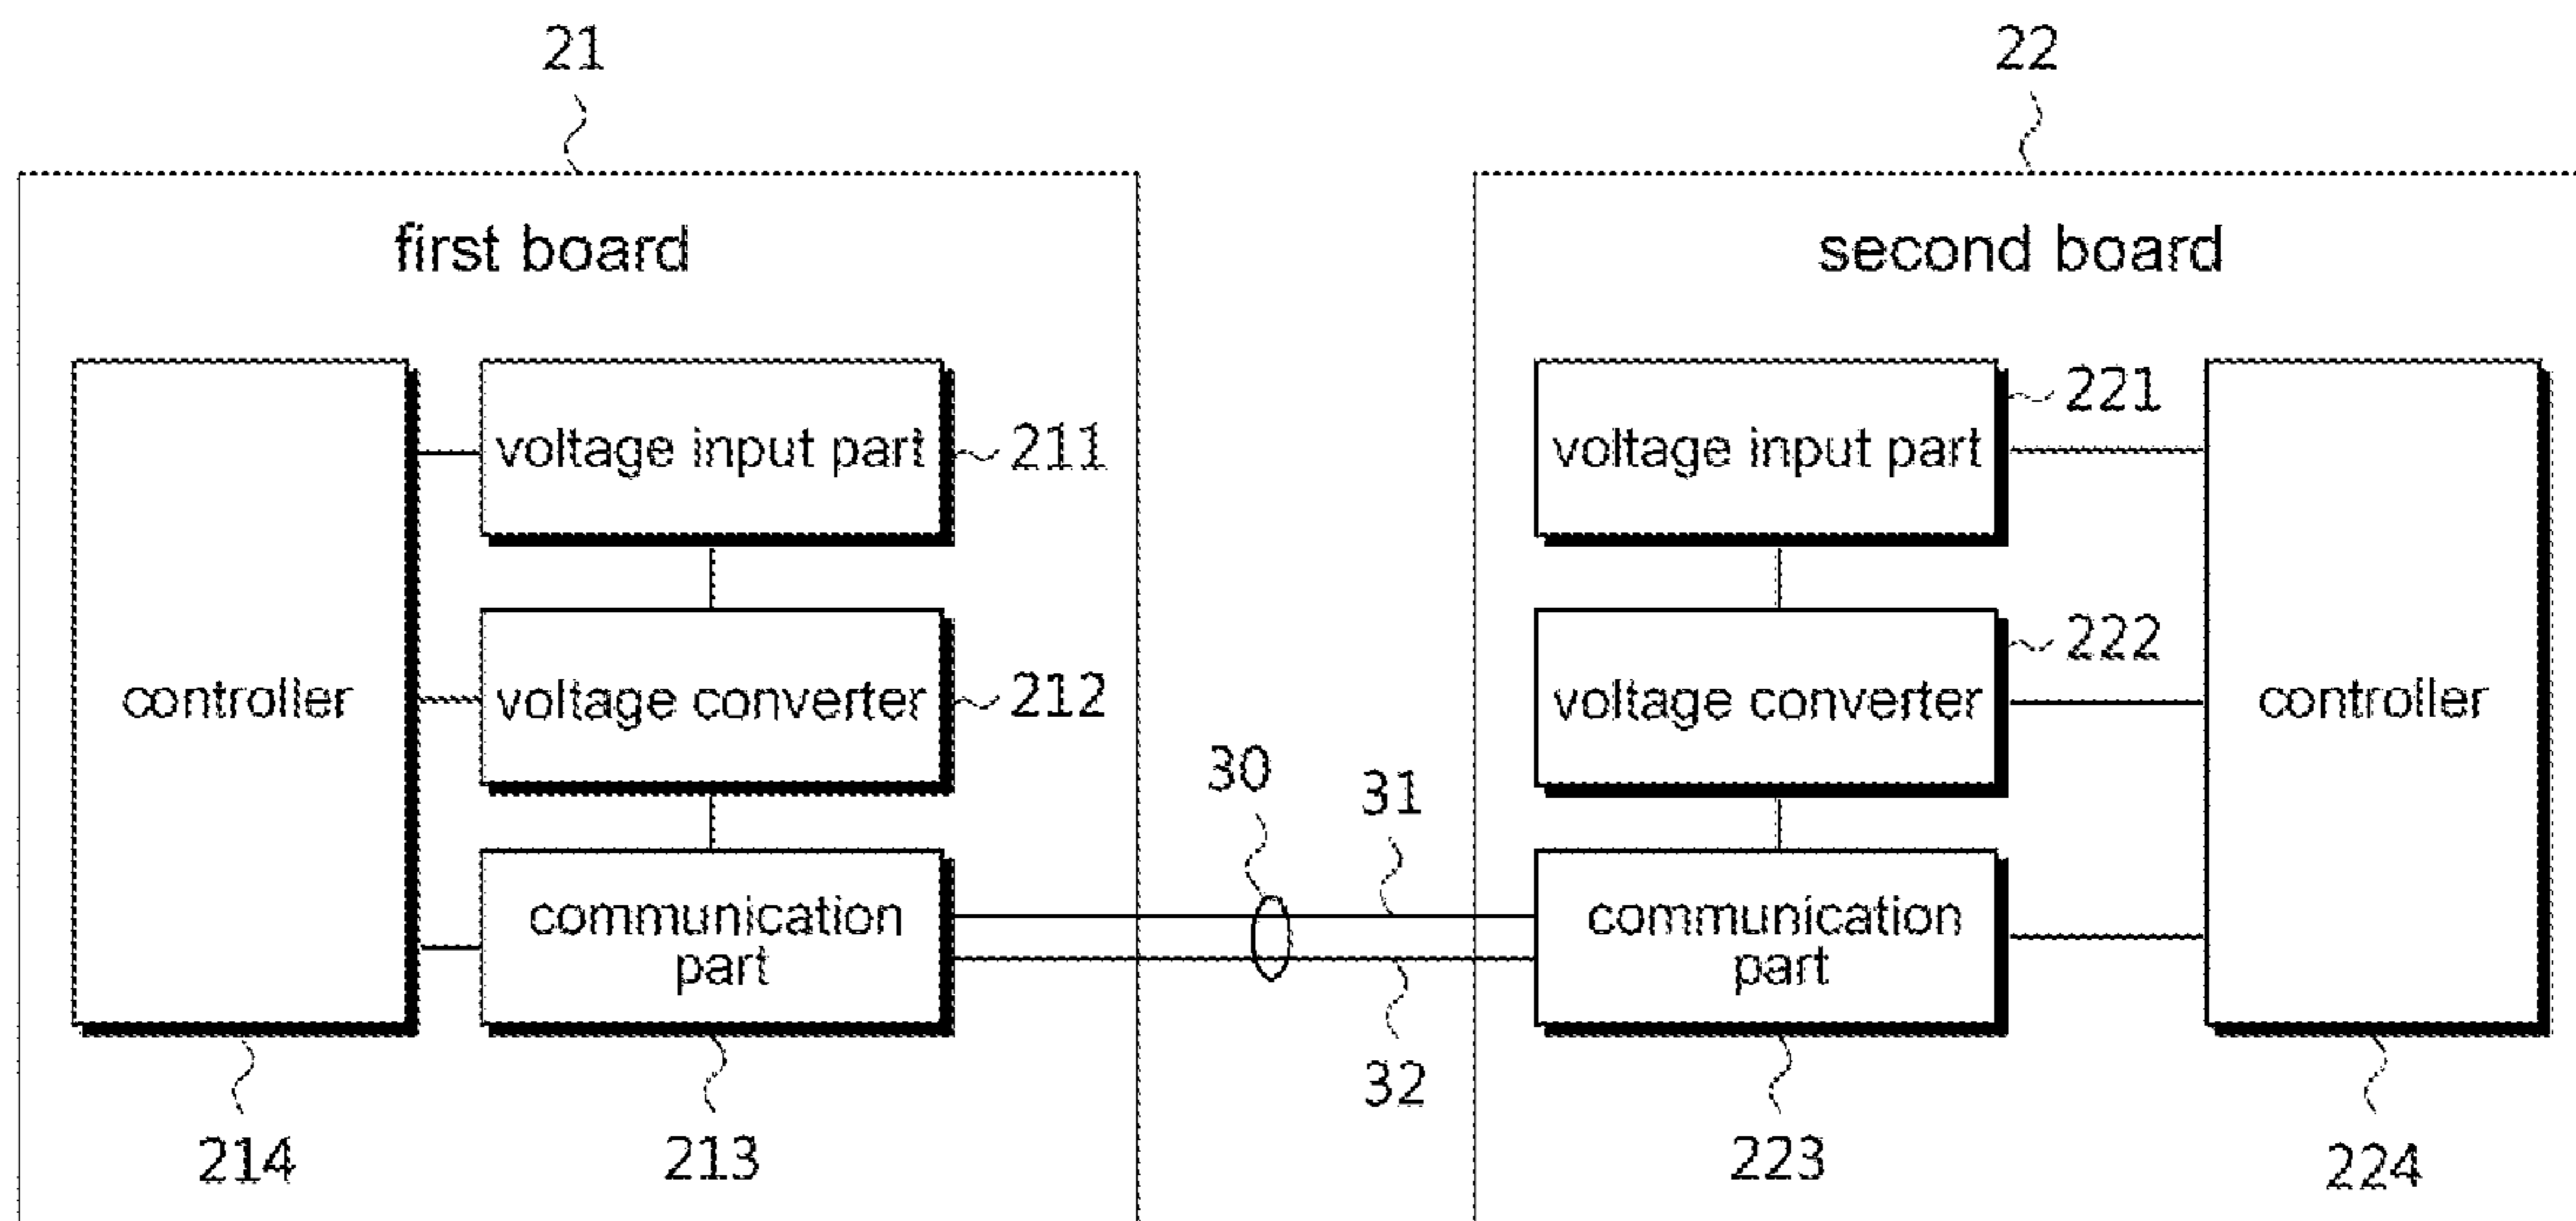 21
22
first board
second board
voltage input part
211
voltage input part
221
controller
voltage converter
212
voltage converter
222
controller
30
31
communication
part
communication
part
32
214
213
223
224